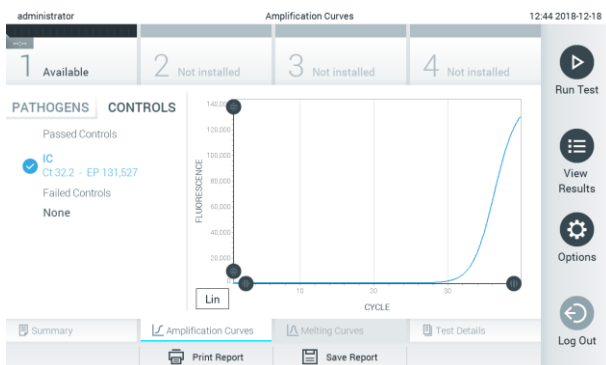 administrator
Amplification Curves
12:44 2018-12-18
--:--
1 Available
2 Not installed
3 Not installed
4 Not installed
Run Test
PATHOGENS
CONTROLS
Passed Controls
IC
Ct 32.2 - EP 131,527
Failed Controls
None
FLUORESCENCE
140,000
120,000
100,000
80,000
60,000
40,000
20,000
0
10
20
30
CYCLE
Lin
View
Results
Options
Log Out
Summary
Amplification Curves
Melting Curves
Test Details
Print Report
Save Report